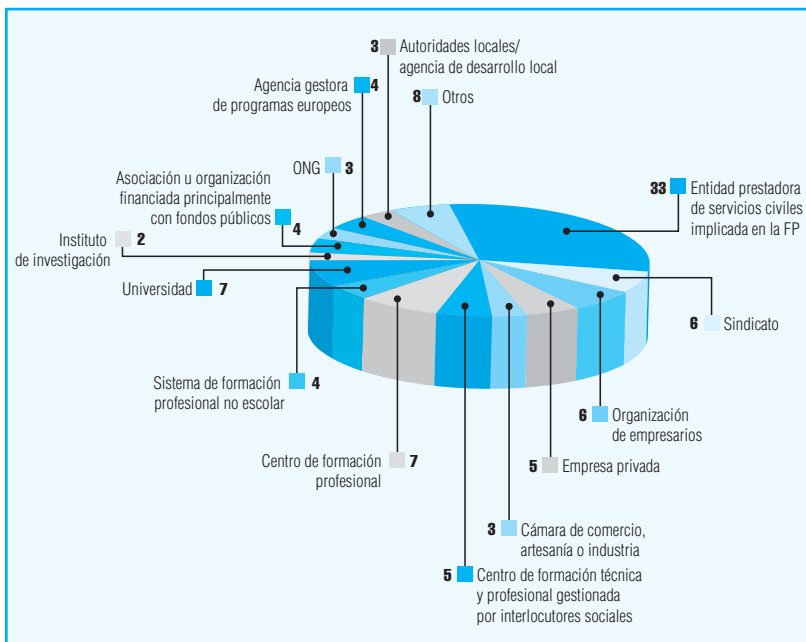 3 Autoridades locales/
agencia de desarrollo local
Agencia gestora 4
de programas europeos
8 Otros
ONG 3
33 Entidad prestadora
de servicios civiles
implicada en la FP
Asociación u organización
financiada principalmente
con fondos públicos
4
Instituto 2
de investigación
Universidad 7
6 Sindicato
Sistema de formación 4
profesional no escolar
6 Organización
de empresarios
Centro de formación 7
profesional
5 Empresa privada
3 Cámara de comercio,
artesanía o industria
5 Centro de formación técnica
y profesional gestionada
por interlocutores sociales